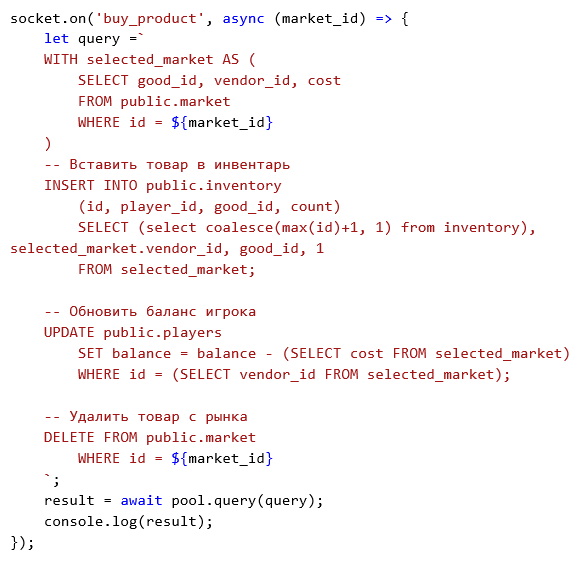 socket.on('buy_product', async (market_id) => {
    let query =`
    WITH selected_market AS (
        SELECT good_id, vendor_id, cost
        FROM public.market
        WHERE id = ${market_id}
    )
    -- Вставить товар в инвентарь
    INSERT INTO public.inventory
        (id, player_id, good_id, count)
        SELECT (select coalesce(max(id)+1, 1) from inventory),
selected_market.vendor_id, good_id, 1
        FROM selected_market;

    -- Обновить баланс игрока
    UPDATE public.players
        SET balance = balance - (SELECT cost FROM selected_market)
        WHERE id = (SELECT vendor_id FROM selected_market);

    -- Удалить товар с рынка
    DELETE FROM public.market
        WHERE id = ${market_id}
    `;
    result = await pool.query(query);
    console.log(result);
});